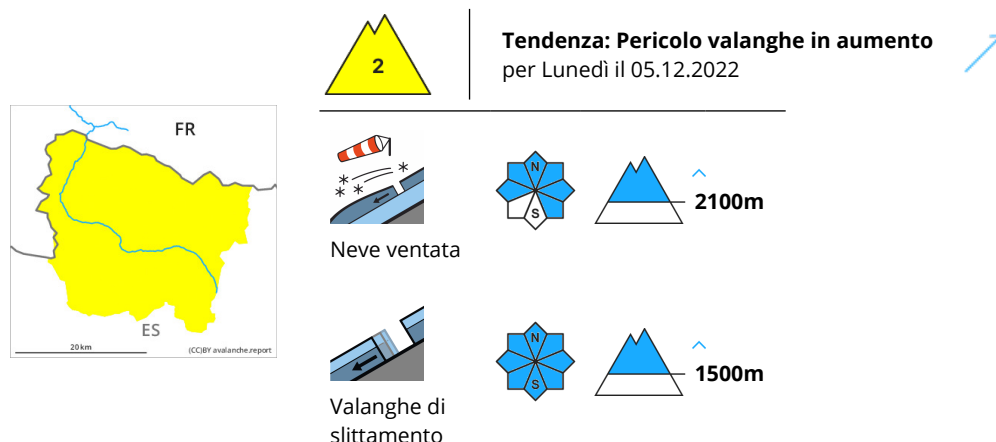 2
Tendenza: Pericolo valanghe in aumento
per Lunedì il 05.12.2022
FR
ES
20 km
(CC)BY avalanche.report
N
S
2100m
Neve ventata
N
S
1500m
Valanghe di
slittamento